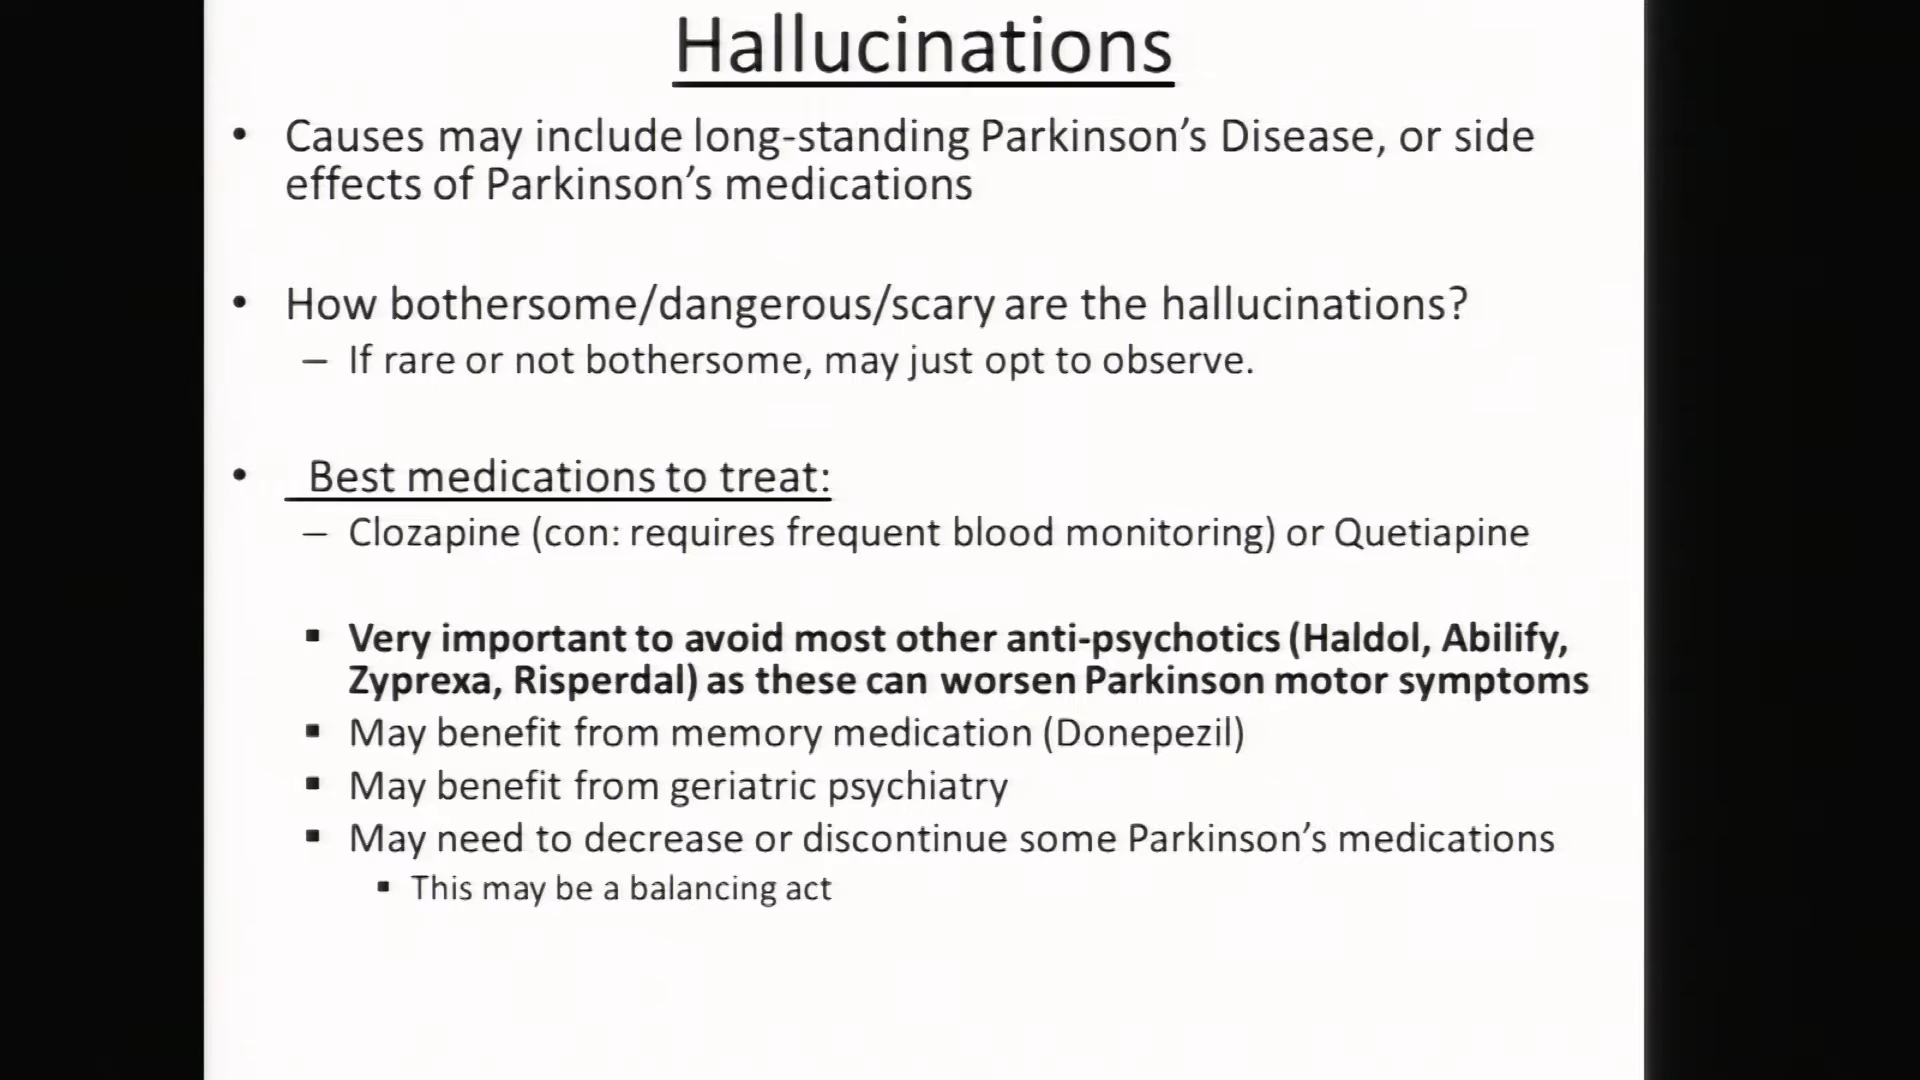 Hallucinations
• Causes may include long-standing Parkinson’s Disease, or side
effects of Parkinson’s medications
• How bothersome/dangerous/scary are the hallucinations?
– If rare or not bothersome, may just opt to observe.
• Best medications to treat:
– Clozapine (con: requires frequent blood monitoring) or Quetiapine
▪ Very important to avoid most other anti-psychotics (Haldol, Abilify,
Zyprexa, Risperdal) as these can worsen Parkinson motor symptoms
▪ May benefit from memory medication (Donepezil)
▪ May benefit from geriatric psychiatry
▪ May need to decrease or discontinue some Parkinson’s medications
▪ This may be a balancing act